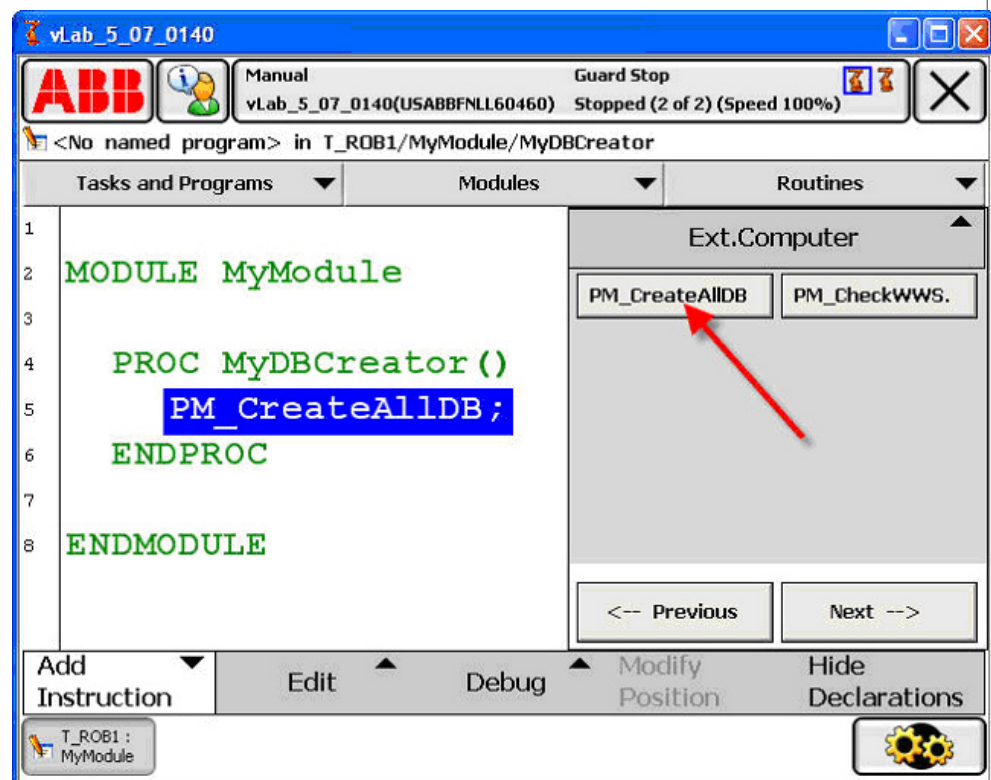 vLab_5_07_0140
ABB
Manual
vLab_5_07_0140(USABBFNLL60460)
Guard Stop
Stopped (2 of 2) (Speed 100%)
<No named program> in T_ROB1/MyModule/MyDBCreator
Tasks and Programs
Modules
Routines
1
2 MODULE MyModule
3
4 PROC MyDBCreator()
5 PM_CreateAllDB;
6 ENDPROC
7
8 ENDMODULE
Ext.Computer
PM_CreateAllDB
PM_CheckWWS.
<-- Previous
Next -->
Add
Instruction
Edit
Debug
Modify
Position
Hide
Declarations
T_ROB1 :
MyModule